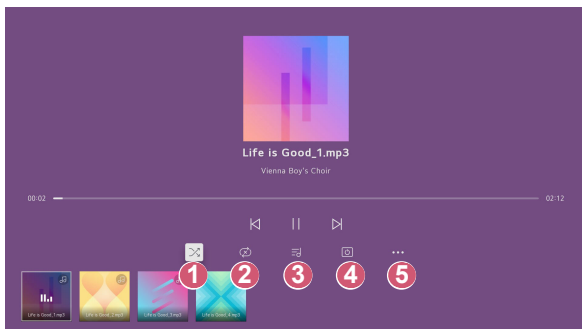 Life is Good_1.mp3
Vienna Boy's Choir
00:02
02:12
1 2 3 4 5
Life is Good_1.mp3
Life is Good_2.mp3
Life is Good_3.mp3
Life is Good_4.mp3